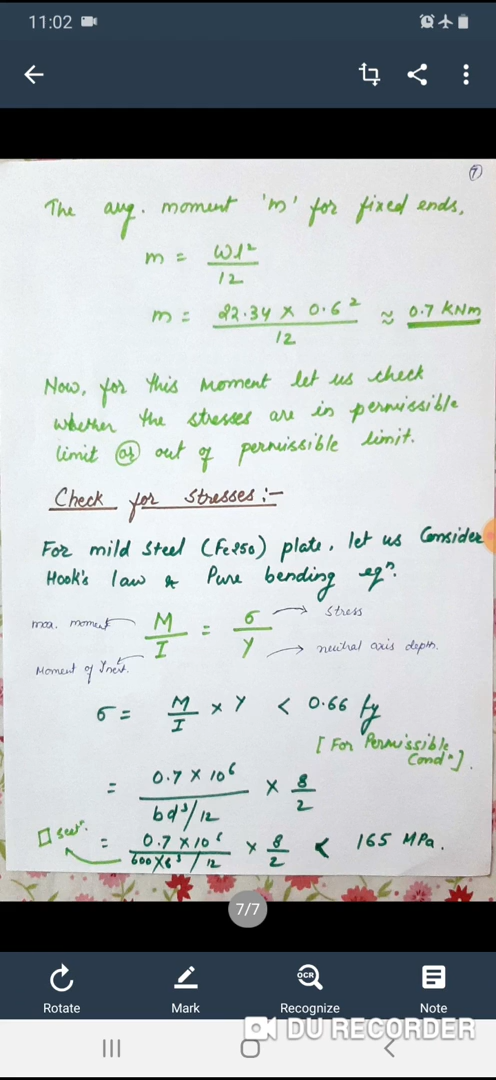 11:02
7
The avg. moment 'm' for fixed ends,
m = wl²/12
m = 22.34 × 0.6²/12 ≈ 0.7 kNm
Now, for this Moment let us check
whether the stresses are in permissible
limit or out of permissible limit.
Check for stresses:-
For mild steel (Fe250) plate, let us Consider
Hook's law & Pure bending eqⁿ.
max. moment M/I = σ/Y Stress
Moment of Inert. neutral axis depth.
σ = M/I × Y < 0.66 fy
[For Permissible
Condⁿ].
= 0.7 × 10⁶/bd³/12 × 8/2
□ secⁿ. = 0.7 × 10⁶/600×8³/12 × 8/2 < 165 MPa.
7/7
OCR
Rotate Mark Recognize Note
DU RECORDER